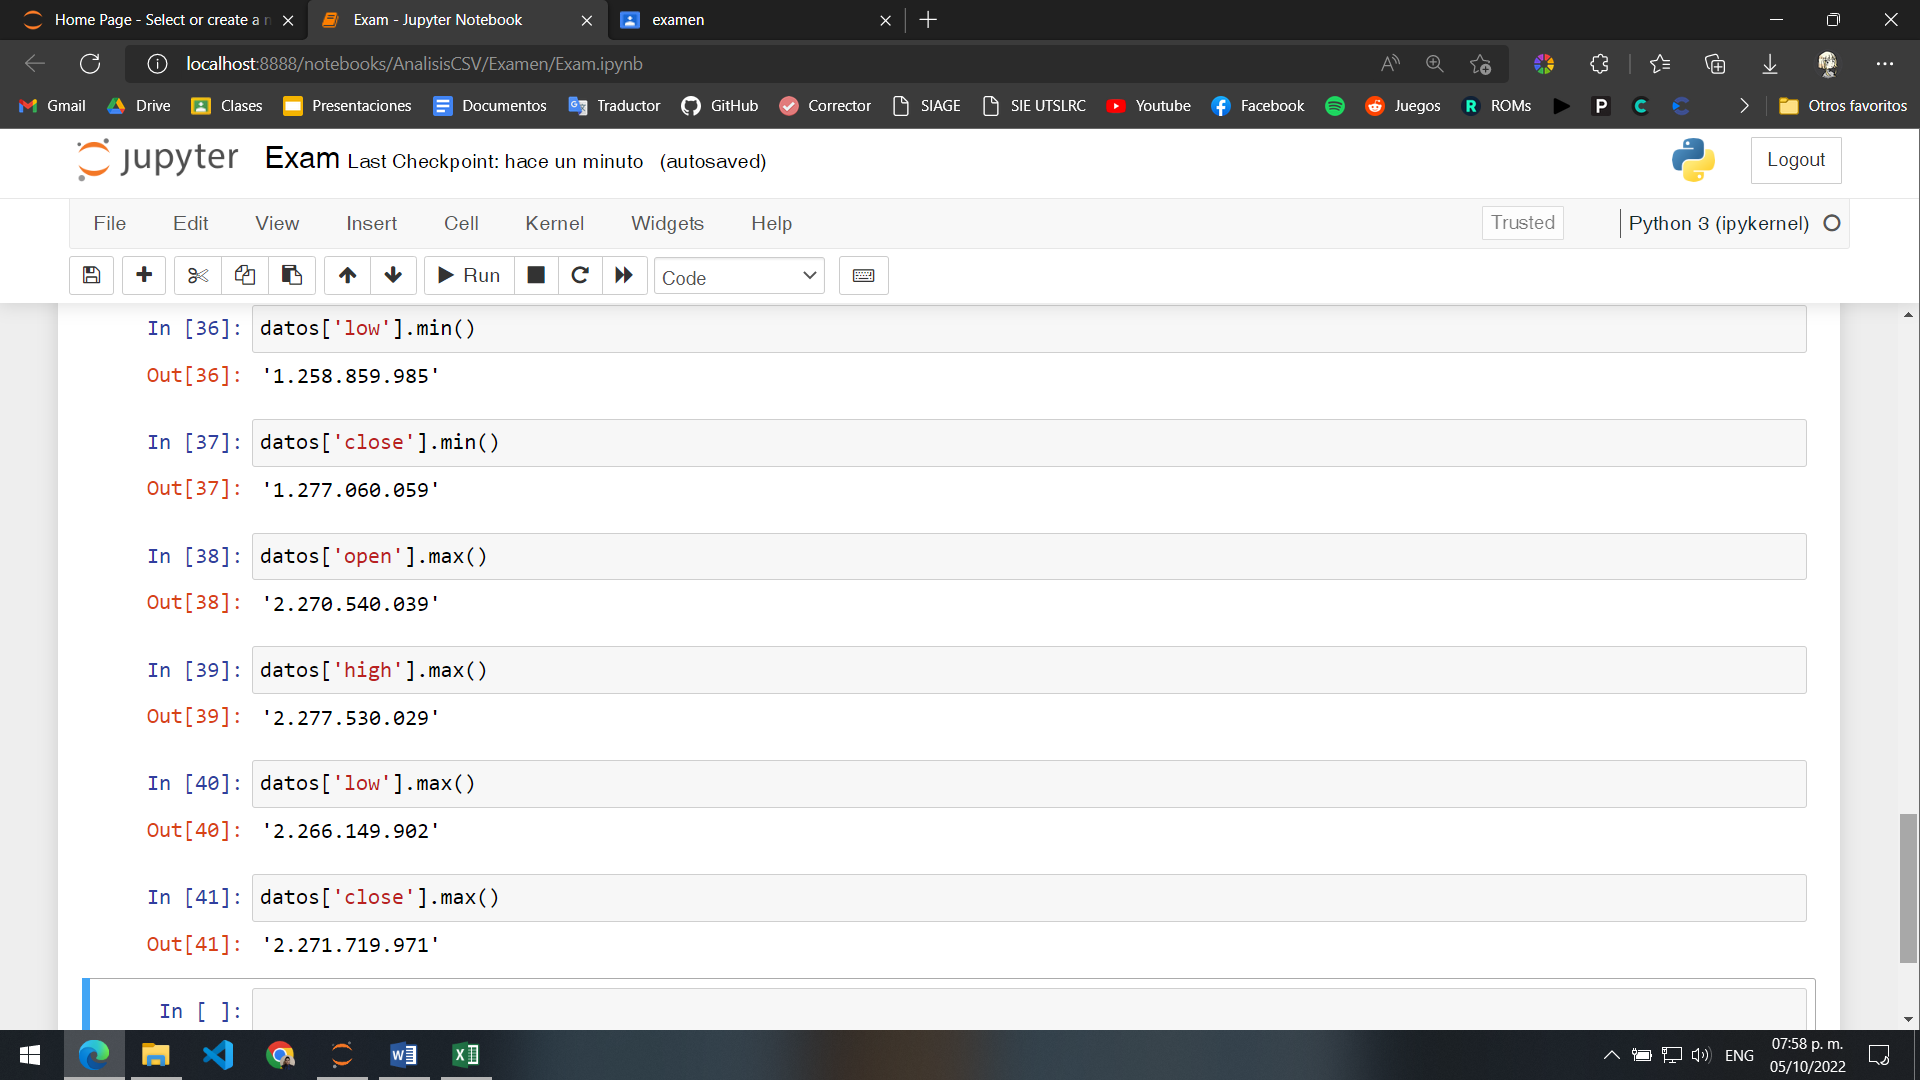 Home Page - Select or create a n
Exam - Jupyter Notebook
examen
localhost:8888/notebooks/AnalisisCSV/Examen/Exam.ipynb
Gmail Drive Clases Presentaciones Documentos Traductor GitHub Corrector SIAGE SIE UTSLRC Youtube Facebook Juegos ROMs Otros favoritos
jupyter Exam Last Checkpoint: hace un minuto (autosaved)
Logout
File Edit View Insert Cell Kernel Widgets Help
Trusted
Python 3 (ipykernel)
Run
Code
In [36]: datos['low'].min()
Out[36]: '1.258.859.985'
In [37]: datos['close'].min()
Out[37]: '1.277.060.059'
In [38]: datos['open'].max()
Out[38]: '2.270.540.039'
In [39]: datos['high'].max()
Out[39]: '2.277.530.029'
In [40]: datos['low'].max()
Out[40]: '2.266.149.902'
In [41]: datos['close'].max()
Out[41]: '2.271.719.971'
In [ ]:
ENG
07:58 p. m.
05/10/2022